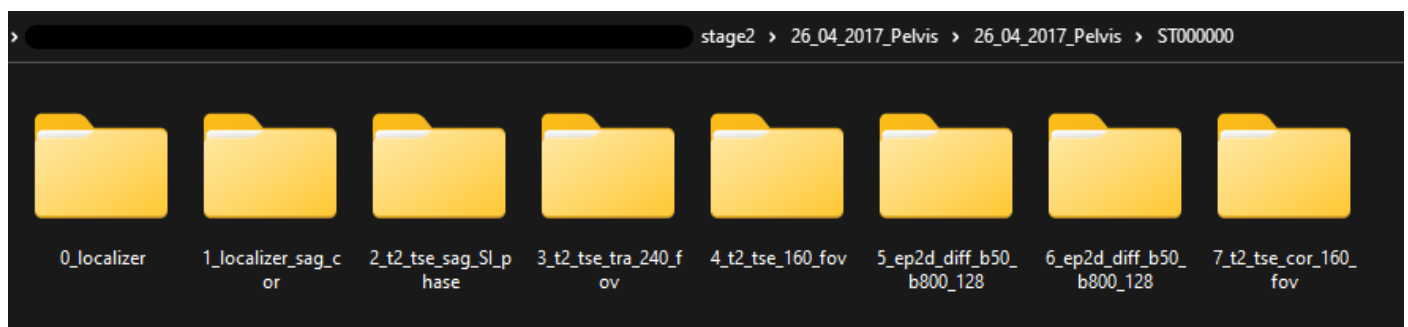 > stage2 > 26_04_2017_Pelvis > 26_04_2017_Pelvis > ST000000
0_localizer 1_localizer_sag_c 2_t2_tse_sag_SI_p 3_t2_tse_tra_240_f 4_t2_tse_160_fov 5_ep2d_diff_b50_ 6_ep2d_diff_b50_ 7_t2_tse_cor_160_
or hase ov b800_128 b800_128 fov